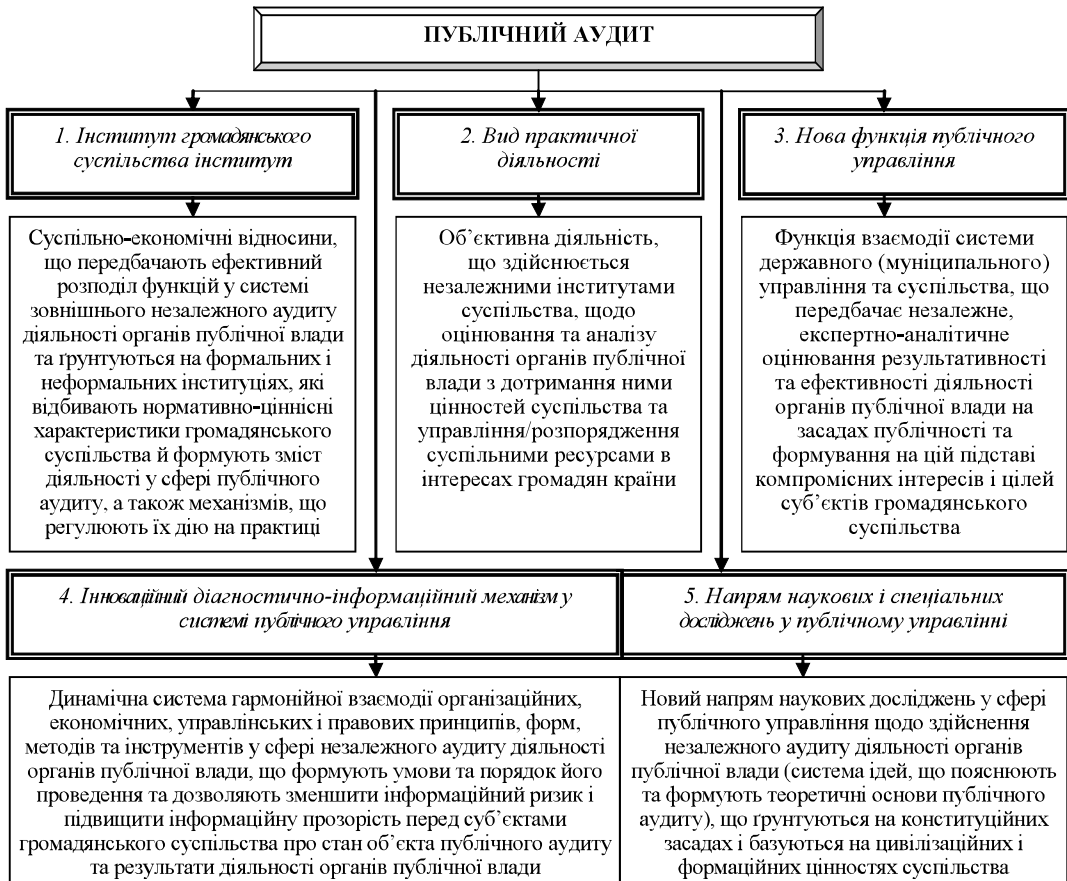 ПУБЛІЧНИЙ АУДИТ
1. Інститут громадянського
суспільства інститут
2. Вид практичної
діяльності
3. Нова функція публічного
управління
Суспільно-економічні відносини,
що передбачають ефективний
розподіл функцій у системі
зовнішнього незалежного аудиту
діяльності органів публічної влади
та ґрунтуються на формальних і
неформальних інституціях, які
відбивають нормативно-ціннісні
характеристики громадянського
суспільства й формують зміст
діяльності у сфері публічного
аудиту, а також механізмів, що
регулюють їх дію на практиці
Об’єктивна діяльність,
що здійснюється
незалежними інститутами
суспільства, щодо
оцінювання та аналізу
діяльності органів публічної
влади з дотримання ними
цінностей суспільства та
управління/розпорядження
суспільними ресурсами в
інтересах громадян країни
Функція взаємодії системи
державного (муніципального)
управління та суспільства, що
передбачає незалежне,
експертно-аналітичне
оцінювання результативності
та ефективності діяльності
органів публічної влади на
засадах публічності та
формування на цій підставі
компромісних інтересів і цілей
суб’єктів громадянського
суспільства
4. Інноваційний діагностично-інформаційний механізм у
системі публічного управління
5. Напрям наукових і спеціальних
досліджень у публічному управлінні
Динамічна система гармонійної взаємодії організаційних,
економічних, управлінських і правових принципів, форм,
методів та інструментів у сфері незалежного аудиту діяльності
органів публічної влади, що формують умови та порядок його
проведення та дозволяють зменшити інформаційний ризик і
підвищити інформаційну прозорість перед суб’єктами
громадянського суспільства про стан об’єкта публічного аудиту
та результати діяльності органів публічної влади
Новий напрям наукових досліджень у сфері
публічного управління щодо здійснення
незалежного аудиту діяльності органів
публічної влади (система ідей, що пояснюють
та формують теоретичні основи публічного
аудиту), що ґрунтуються на конституційних
засадах і базуються на цивілізаційних і
формаційних цінностях суспільства